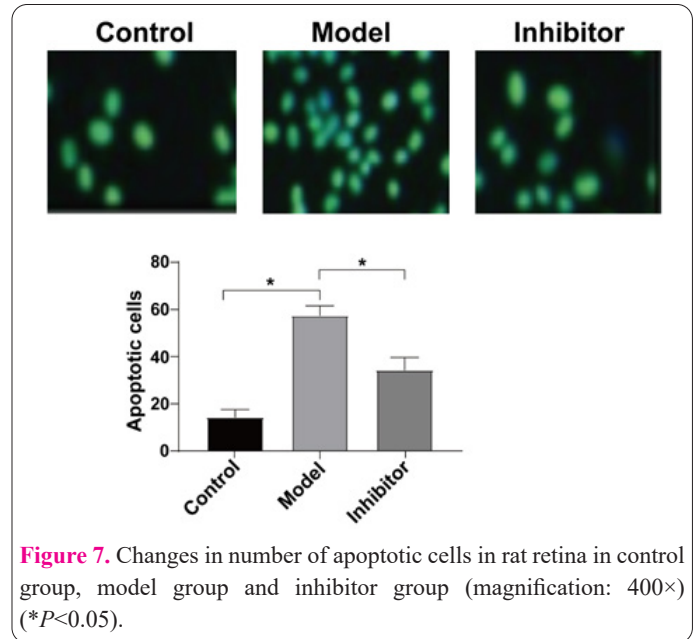 Control Model Inhibitor
80
60
40
20
0
Apoptotic cells
*
*
Control
Model
Inhibitor
Figure 7. Changes in number of apoptotic cells in rat retina in control
group, model group and inhibitor group (magnification: 400×)
(*P<0.05).